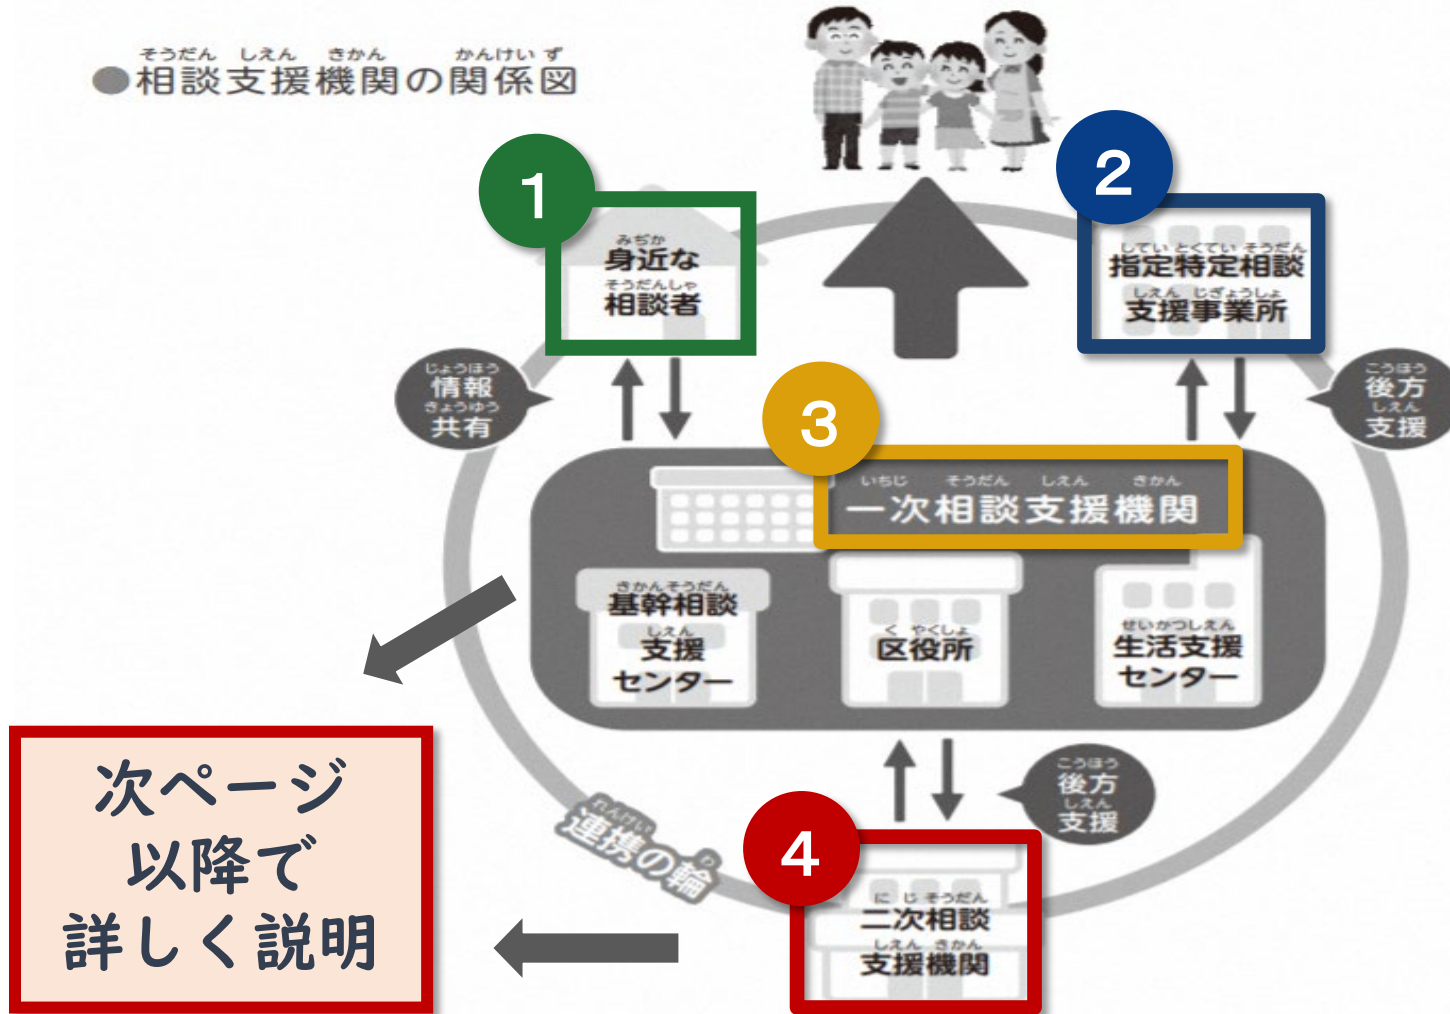 そうだん しえん きかん かんけい ず
●相談支援機関の関係図
1
みぢか
身近な
そうだんしゃ
相談者
2
してい とくてい そうだん
指定特定相談
しえん じぎょうしょ
支援事業所
じょうほう
情報
きょうゆう
共有
こうほう
後方
しえん
支援
3
いちじ そうだん しえん きかん
一次相談支援機関
きかんそうだん
基幹相談
しえん
支援
センター
く やくしょ
区役所
せいかつしえん
生活支援
センター
こうほう
後方
しえん
支援
れんけい わ
連携の輪
4
に じ そうだん
二次相談
しえん きかん
支援機関
次ページ
以降で
詳しく説明